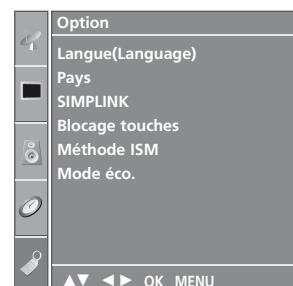 Option
Langue(Language)
Pays
SIMPLINK
Blocage touches
Méthode ISM
Mode éco.
▲▼ ◄► OK MENU